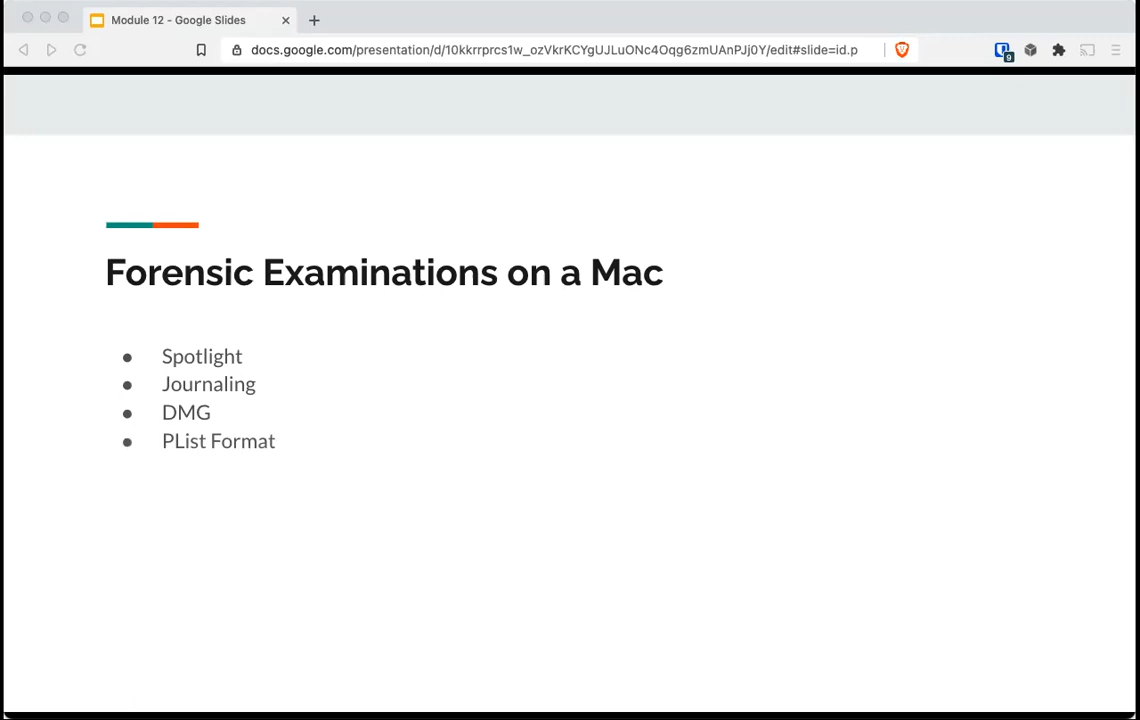 Module 12 - Google Slides
docs.google.com/presentation/d/10kkrrprcs1w_ozVkrKCYgUJLuONc4Oqg6zmUAnPJj0Y/edit#slide=id.p
9
Forensic Examinations on a Mac
● Spotlight
● Journaling
● DMG
● PList Format